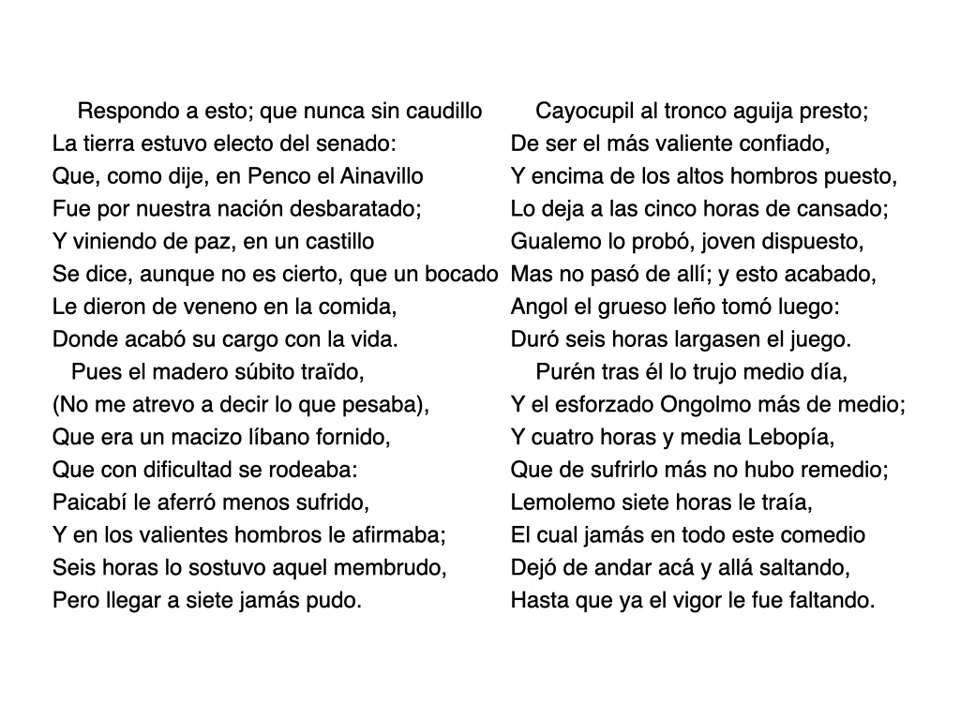 Respondo a esto; que nunca sin caudillo
La tierra estuvo electo del senado:
Que, como dije, en Penco el Ainavillo
Fue por nuestra nación desbaratado;
Y viniendo de paz, en un castillo
Se dice, aunque no es cierto, que un bocado
Le dieron de veneno en la comida,
Donde acabó su cargo con la vida.
Pues el madero súbito traïdo,
(No me atrevo a decir lo que pesaba),
Que era un macizo líbano fornido,
Que con dificultad se rodeaba:
Paicabí le aferró menos sufrido,
Y en los valientes hombros le afirmaba;
Seis horas lo sostuvo aquel membrudo,
Pero llegar a siete jamás pudo.
Cayocupil al tronco aguija presto;
De ser el más valiente confiado,
Y encima de los altos hombros puesto,
Lo deja a las cinco horas de cansado;
Gualemo lo probó, joven dispuesto,
Mas no pasó de allí; y esto acabado,
Angol el grueso leño tomó luego:
Duró seis horas largasen el juego.
Purén tras él lo trujo medio día,
Y el esforzado Ongolmo más de medio;
Y cuatro horas y media Lebopía,
Que de sufrirlo más no hubo remedio;
Lemolemo siete horas le traía,
El cual jamás en todo este comedio
Dejó de andar acá y allá saltando,
Hasta que ya el vigor le fue faltando.